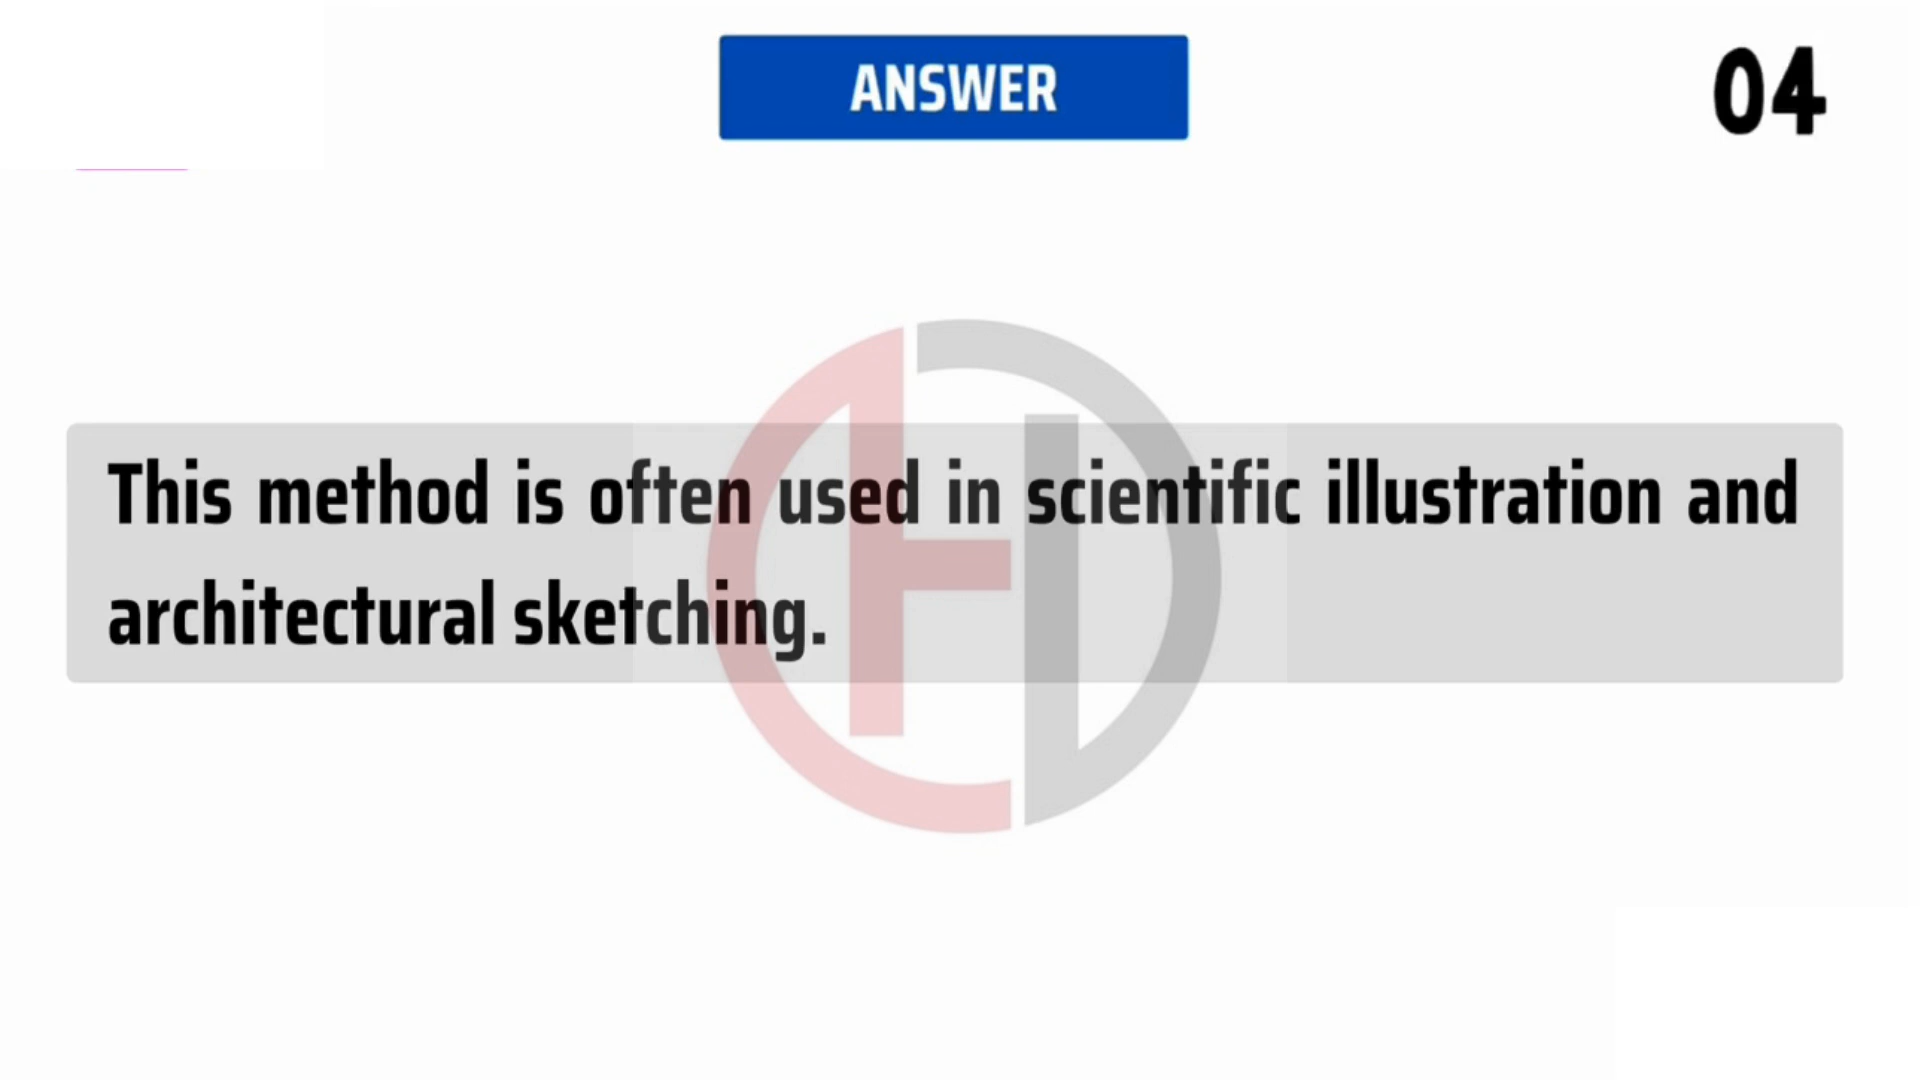 ANSWER
04
This method is often used in scientific illustration and
architectural sketching.